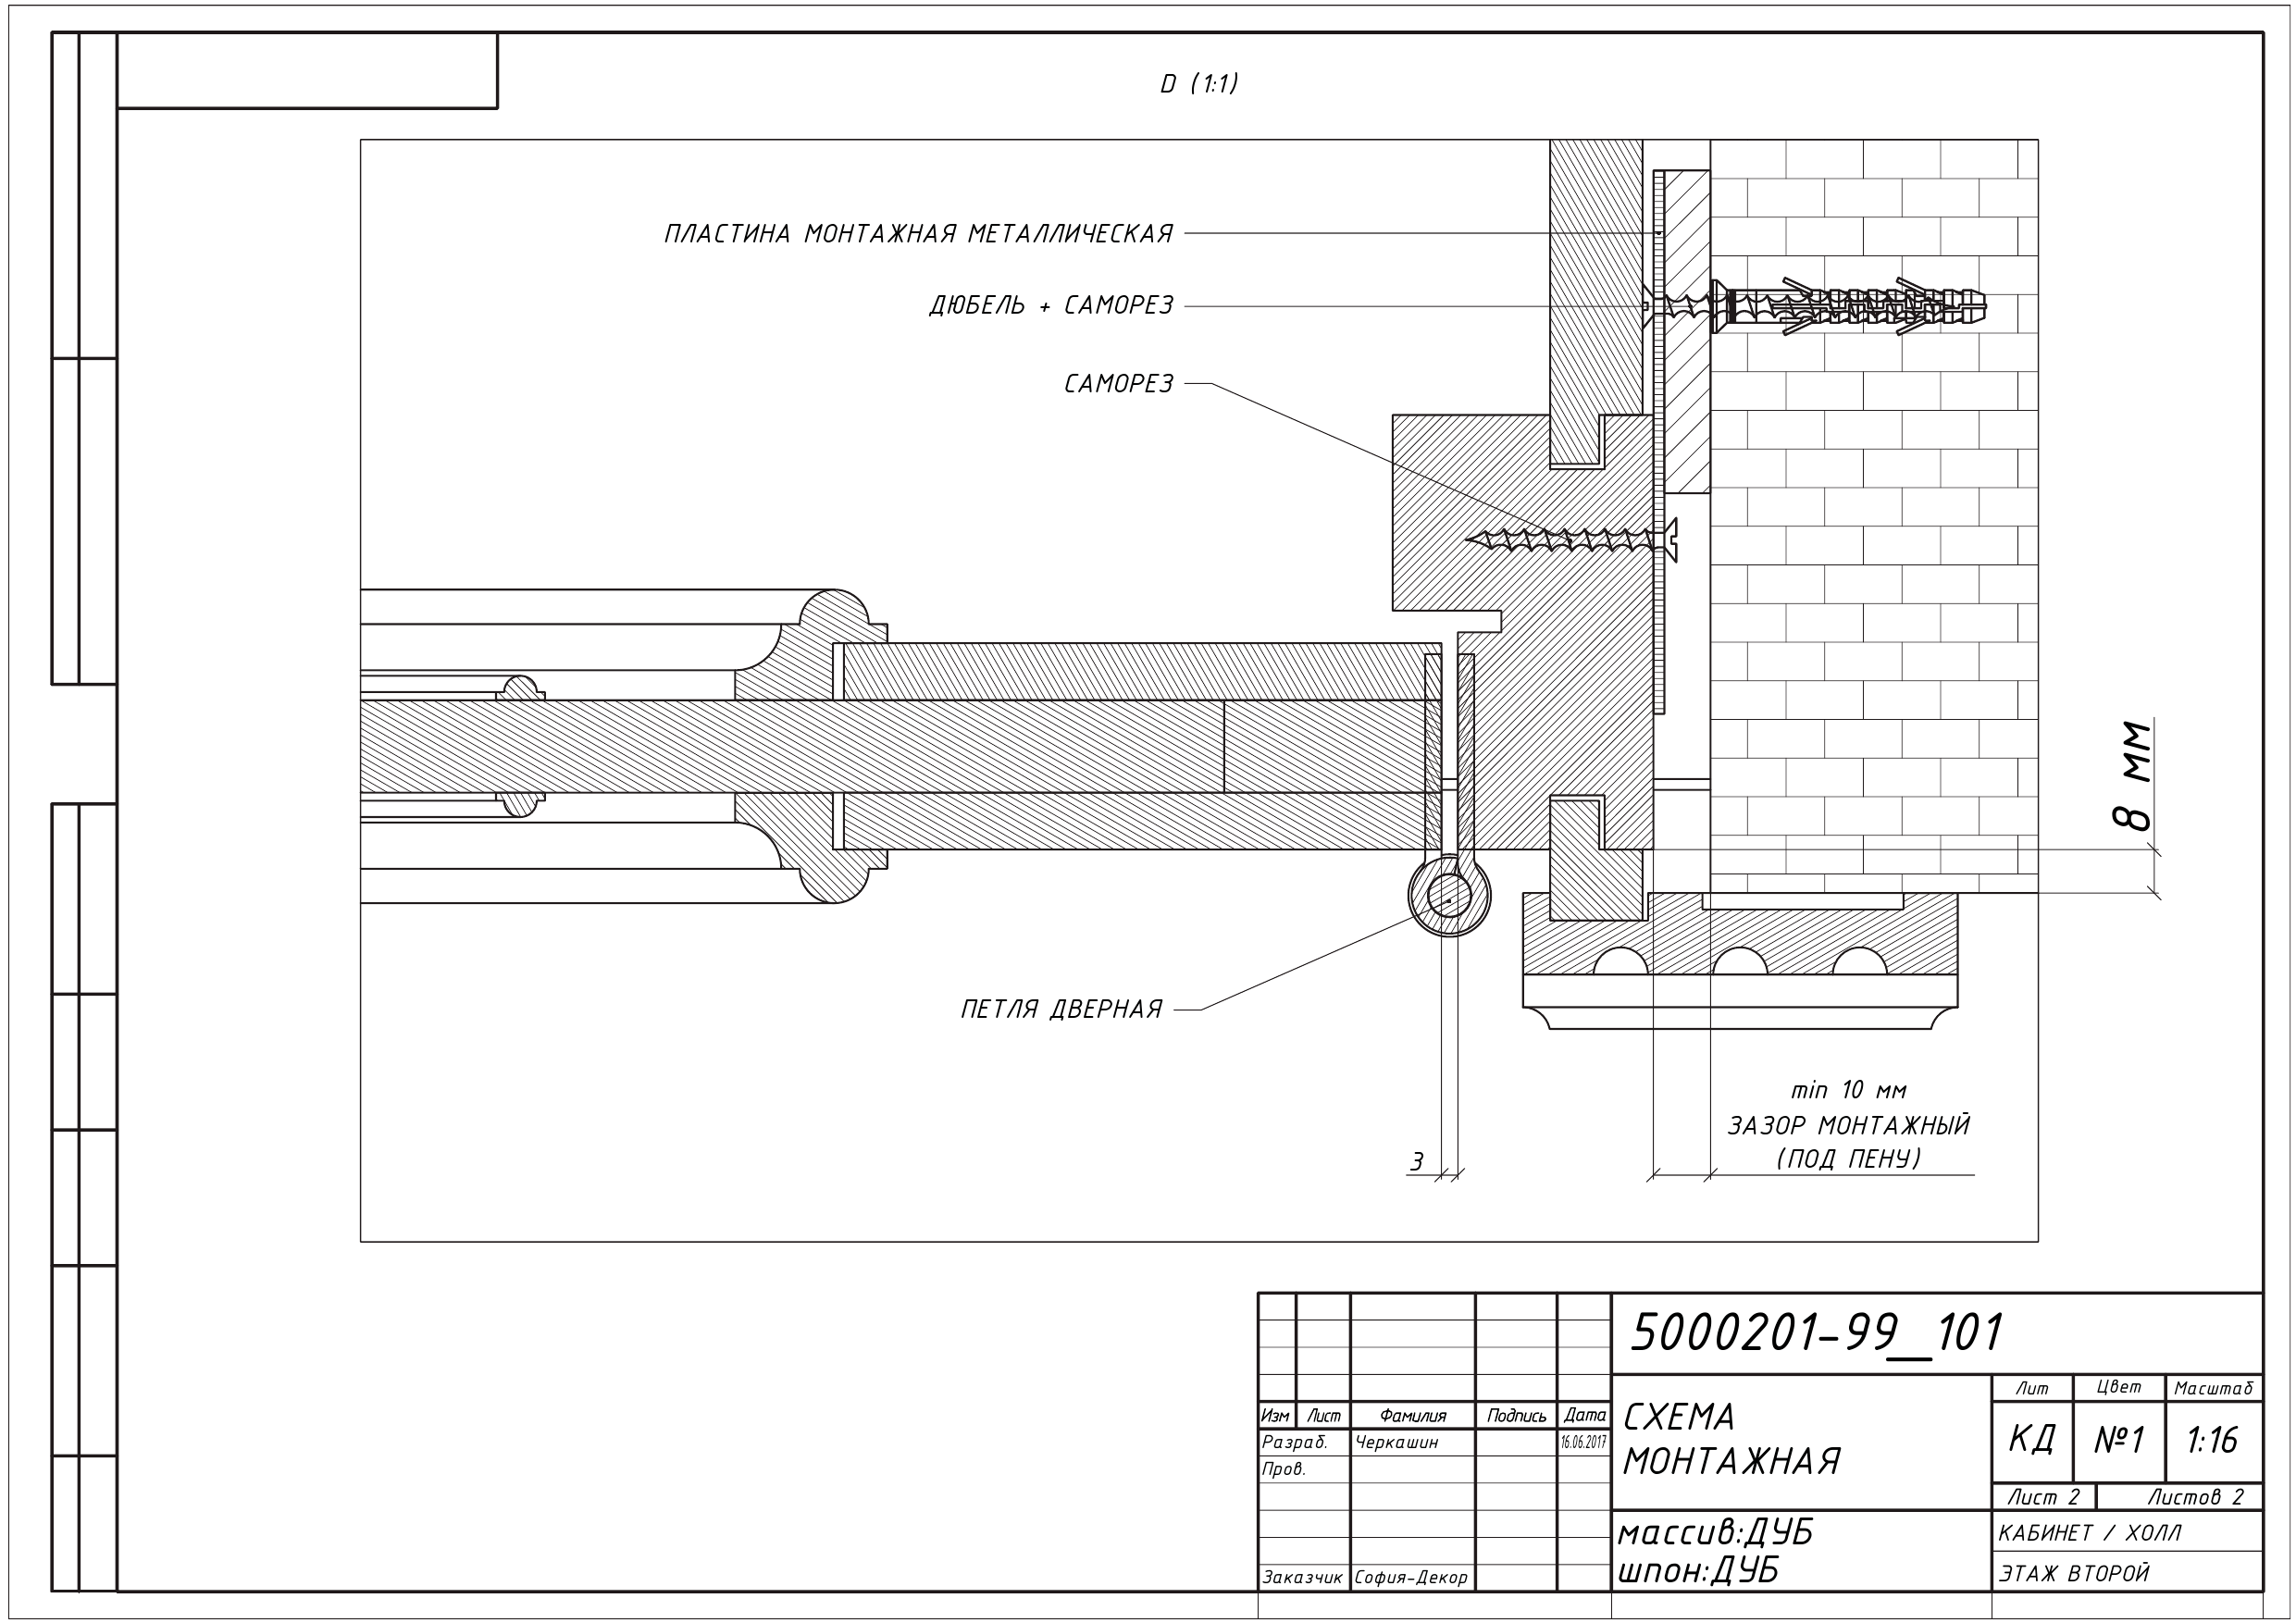 D (1:1)
ПЛАСТИНА МОНТАЖНАЯ МЕТАЛЛИЧЕСКАЯ
ДЮБЕЛЬ + САМОРЕЗ
САМОРЕЗ
8 мм
ПЕТЛЯ ДВЕРНАЯ
min 10 мм
ЗАЗОР МОНТАЖНЫЙ
(ПОД ПЕНУ)
3
5000201-99__101
Изм Лист Фамилия Подпись Дата
Разраб. Черкашин 16.06.2017
Пров.
Заказчик София-Декор
СХЕМА
МОНТАЖНАЯ
Лит Цвет Масштаб
КД №1 1:16
Лист 2 Листов 2
массив:ДУБ
шпон:ДУБ
КАБИНЕТ / ХОЛЛ
ЭТАЖ ВТОРОЙ